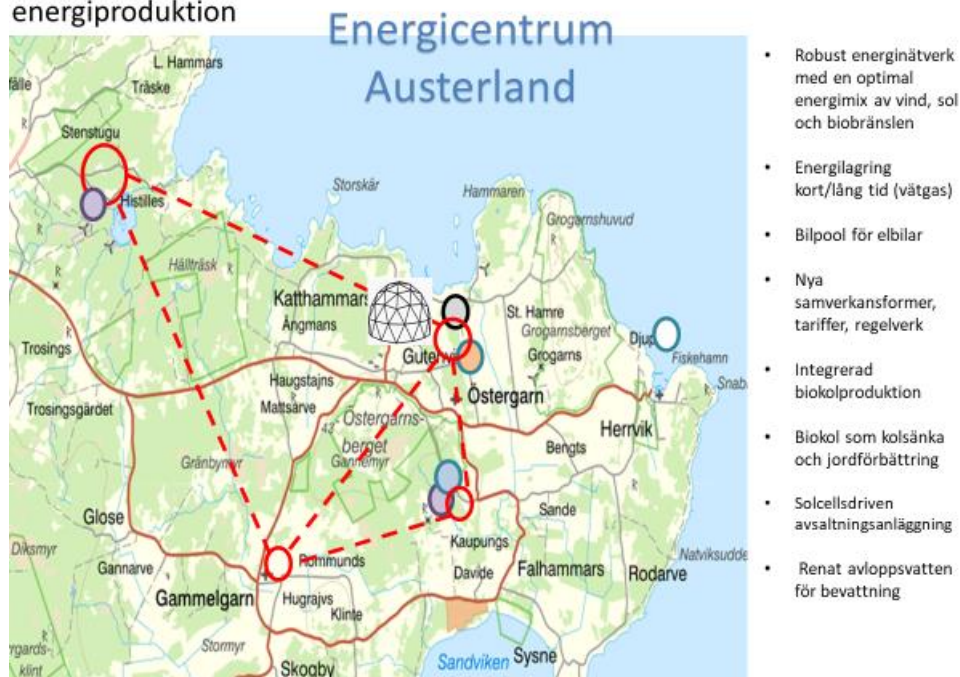 energiproduktion
Energicentrum
Austerland
L. Hammars
Träske
Stenstugu
Histilles
Storskär
Hammaren
Grogarnshuvud
Hällträsk
Katthammars
Ångmans
St. Hamre
Grogarnsberget
Grogarns
Fiskehamn
Trosings
Trosingsgärdet
Haugstajns
Mattsarve
43
Östergarns-
berget
Gannemyr
Östergarn
Herrvik
Bengts
Gränbymyr
Glose
Sande
Diksmyr
Gannarve
Kaupungs
Natviksudde
Rommunds
Davide
Falhammars
Rodarve
Gammelgarn
Hugrajvs
Klinte
Stormyr
Sandviken
Sysne
klint
Skogby
• Robust energinätverk
med en optimal
energimix av vind, sol
och biobränslen
• Energilagring
kort/lång tid (vätgas)
• Bilpool för elbilar
• Nya
samverkansformer,
tariffer, regelverk
• Integrerad
biokolproduktion
• Biokol som kolsänka
och jordförbättring
• Solcellsdriven
avsaltningsanläggning
• Renat avloppsvatten
för bevattning